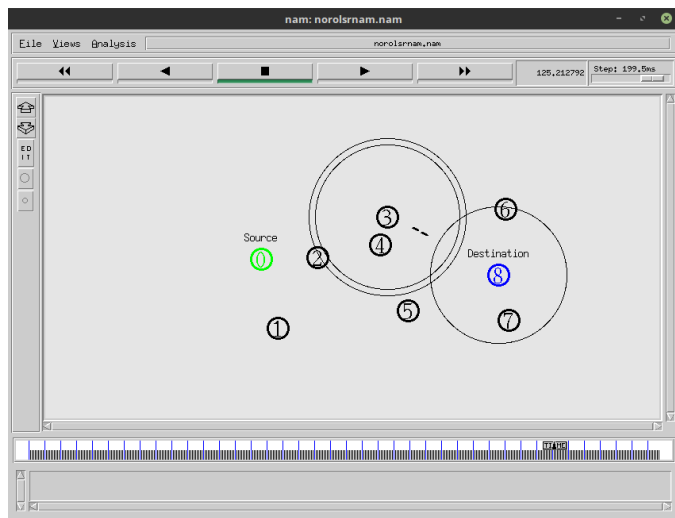 nam: norolsrnam.nam
File Views Analysis norolsrnam.nam
125.212792 Step: 199.5ms
ED
IT
Source
Destination
0
1
2
3
4
5
6
7
8
TIME